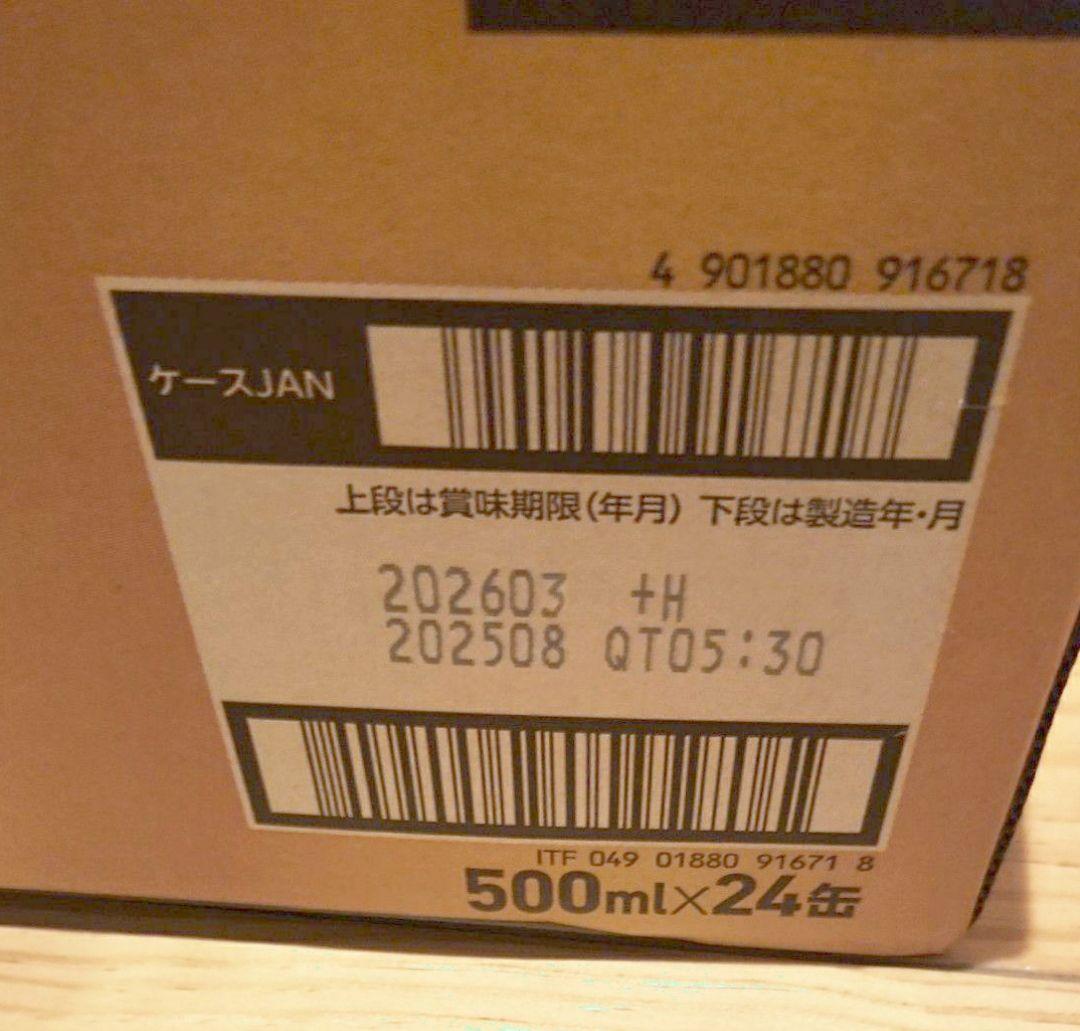 4 901880 916718
ケースJAN
上段は賞味期限(年月) 下段は製造年・月
202603 +H
202508 QT05:30
ITF 049 01880 91671 8
500ml×24缶